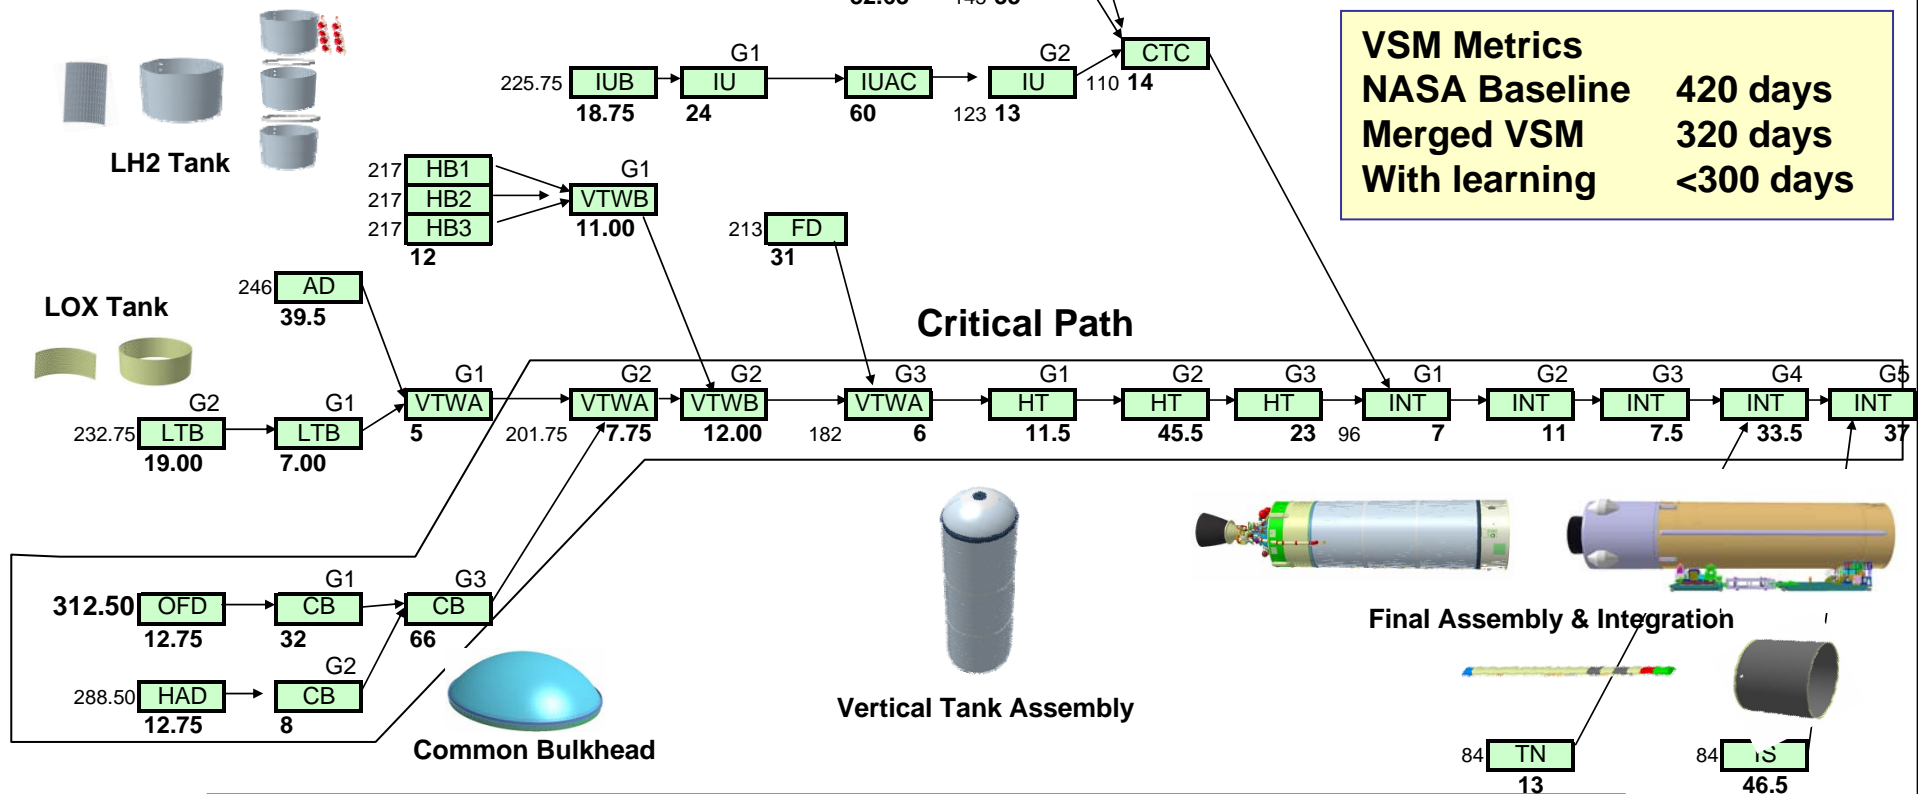 225.75 IUB 18.75
G1 IU 24
IUAC 60
G2 123 IU 13
110 CTC 14
VSM Metrics
NASA Baseline 420 days
Merged VSM 320 days
With learning <300 days
LH2 Tank
217 HB1
217 HB2
217 HB3
12
G1 VTWB 11.00
213 FD 31
246 AD 39.5
LOX Tank
Critical Path
G2 232.75 LTB 19.00
G1 LTB 7.00
G1 VTWA 5
G2 201.75 VTWA 7.75
G2 VTWB 12.00
G3 182 VTWA 6
G1 HT 11.5
G2 HT 45.5
G3 HT 23
G1 96 INT 7
G2 INT 11
G3 INT 7.5
G4 INT 33.5
G5 INT 37
312.50 OFD 12.75
G1 CB 32
G3 CB 66
288.50 HAD 12.75
G2 CB 8
Common Bulkhead
Vertical Tank Assembly
Final Assembly & Integration
84 TN 13
84 46.5